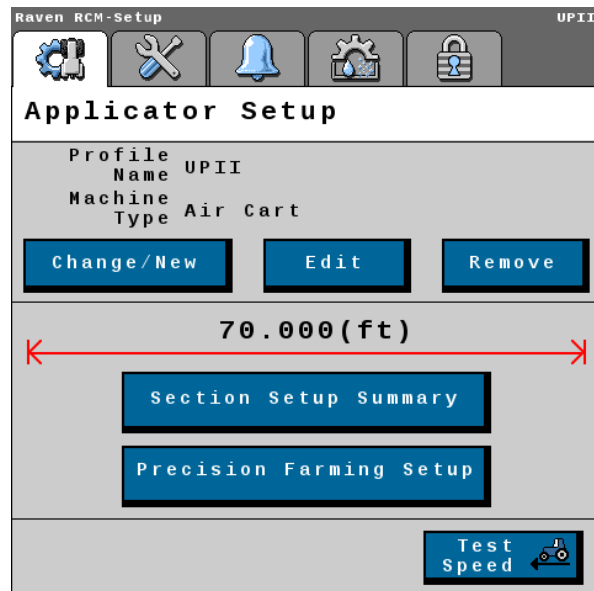 Raven RCM-Setup UPII
Applicator Setup
Profile
Name UPII
Machine
Type Air Cart
Change/New Edit Remove
70.000(ft)
Section Setup Summary
Precision Farming Setup
Test
Speed